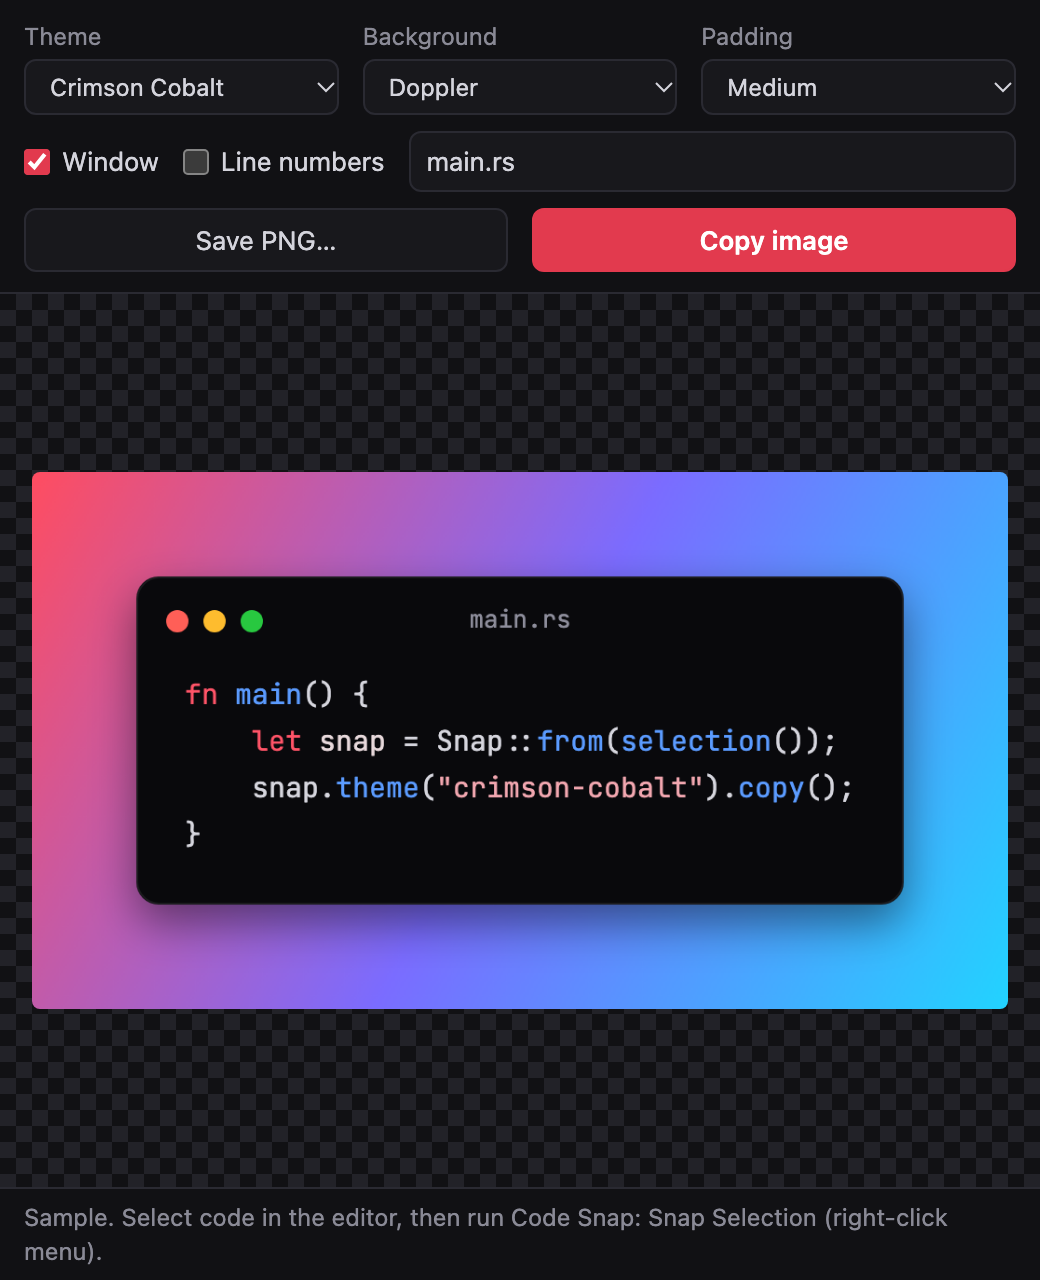 Theme Background Padding
Crimson Cobalt Doppler Medium
Window Line numbers main.rs
Save PNG... Copy image
main.rs
fn main() {
    let snap = Snap::from(selection());
    snap.theme("crimson-cobalt").copy();
}
Sample. Select code in the editor, then run Code Snap: Snap Selection (right-click
menu).